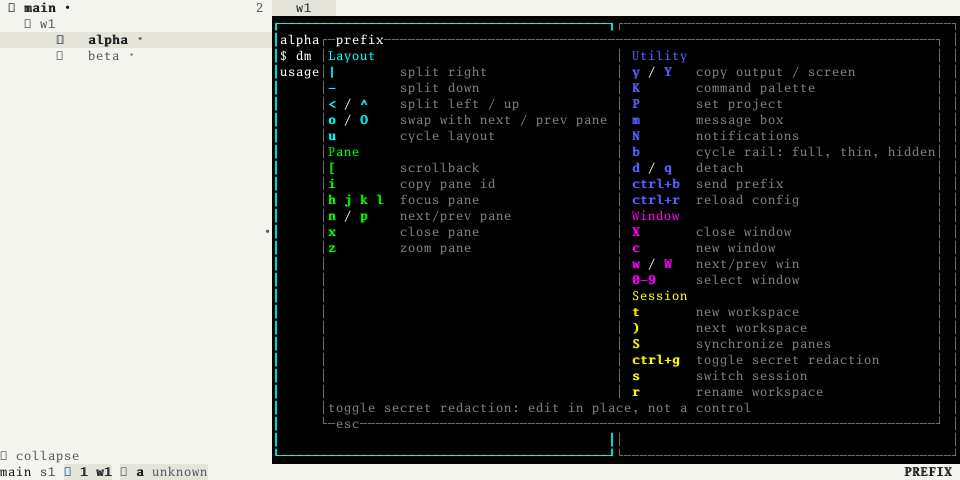 main • 2 w1
w1
alpha •
beta •
alpha prefix
$ dm
usage
Layout
| split right
– split down
< / ^ split left / up
o / O swap with next / prev pane
u cycle layout
Pane
[ scrollback
i copy pane id
h j k l focus pane
n / p next/prev pane
x close pane
z zoom pane
Utility
y / Y copy output / screen
K command palette
P set project
m message box
N notifications
b cycle rail: full, thin, hidden
d / q detach
ctrl+b send prefix
ctrl+r reload config
Window
X close window
c new window
w / W next/prev win
0–9 select window
Session
t new workspace
) next workspace
S synchronize panes
ctrl+g toggle secret redaction
s switch session
r rename workspace
toggle secret redaction: edit in place, not a control
esc
collapse
main s1 1 w1 a unknown PREFIX